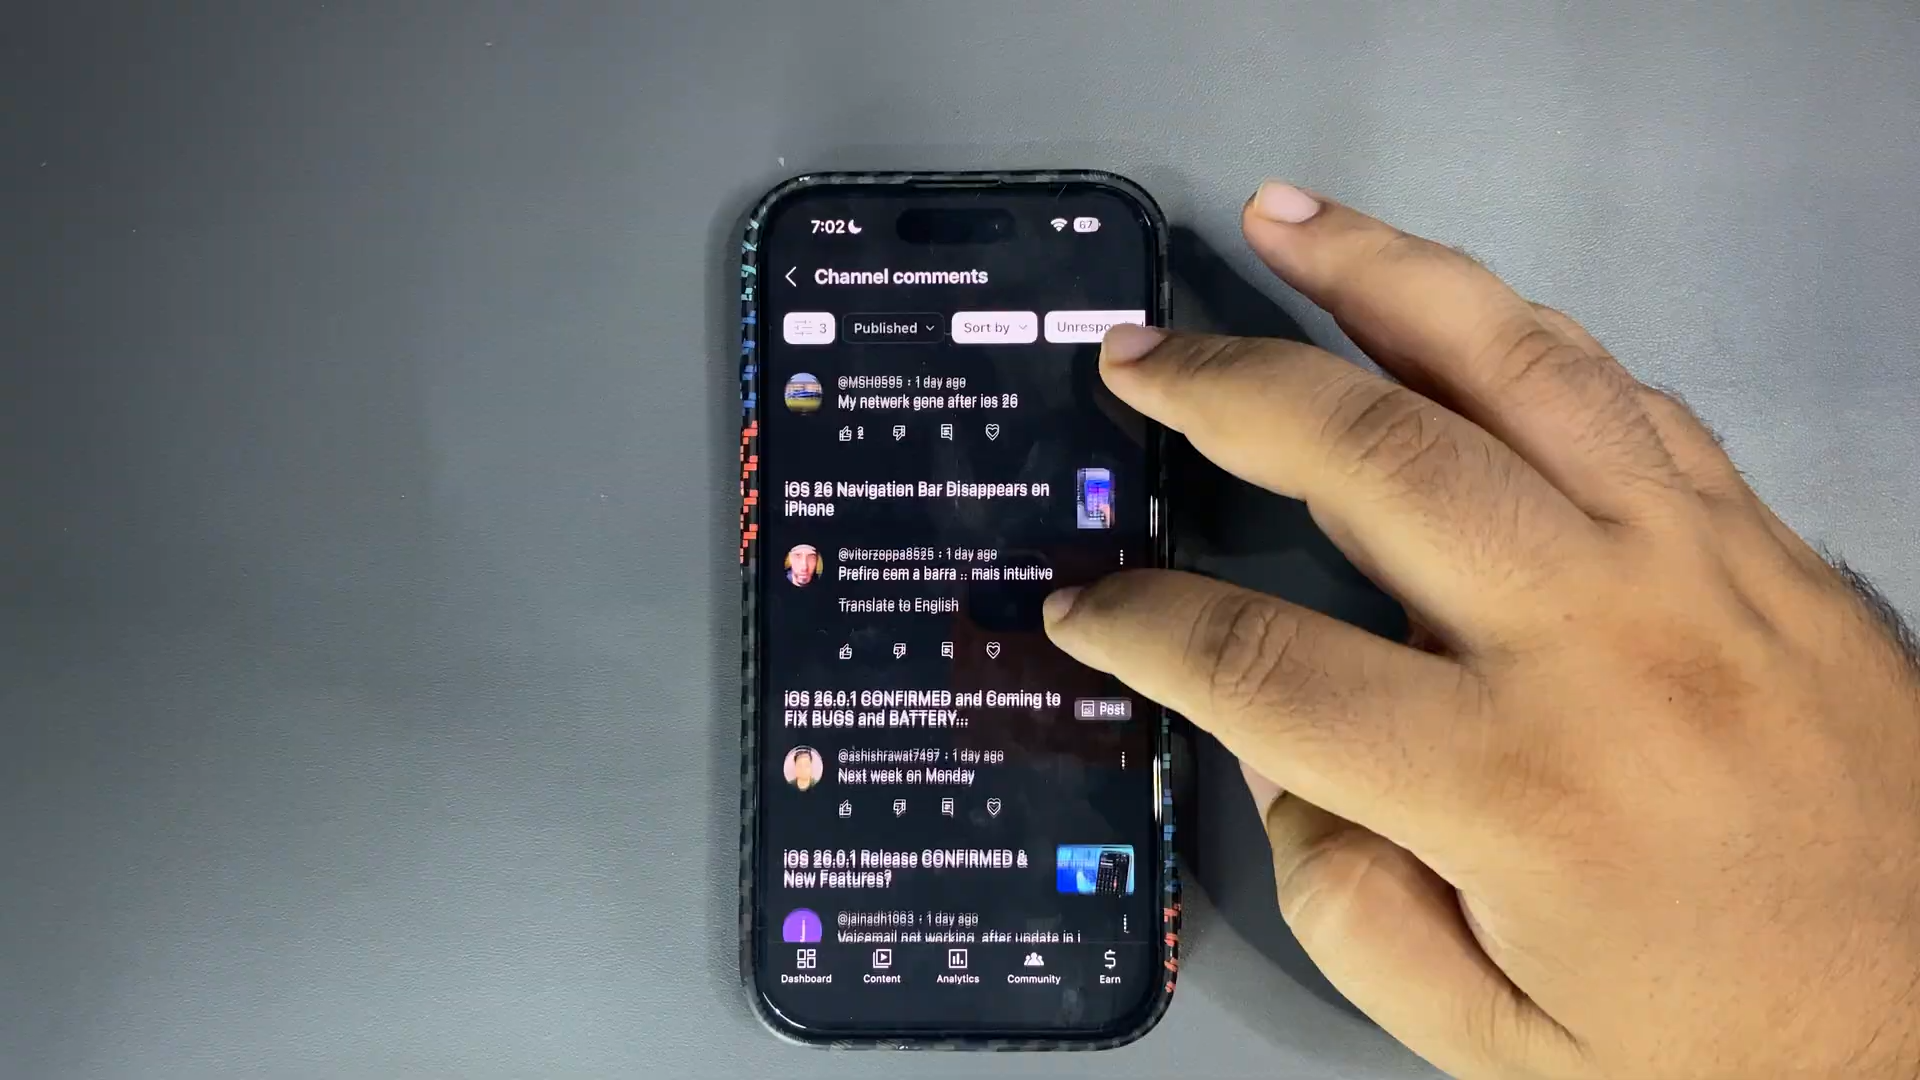 7:02
67
Channel comments
3
Published
Sort by
@MSH0595 · 1 day ago
My network gone after ios 26
2
iOS 26 Navigation Bar Disappears on
iPhone
@vitorzoppa8525 · 1 day ago
Prefiro com a barra .. mais intuitivo
Translate to English
iOS 26.0.1 CONFIRMED and Coming to
FIX BUGS and BATTERY...
Post
@ashishrawat7497 · 1 day ago
Next week on Monday
iOS 26.0.1 Release CONFIRMED &
New Features?
J
@jainadh1063 · 1 day ago
Voicemail not working after update in i
Dashboard
Content
Analytics
Community
Earn